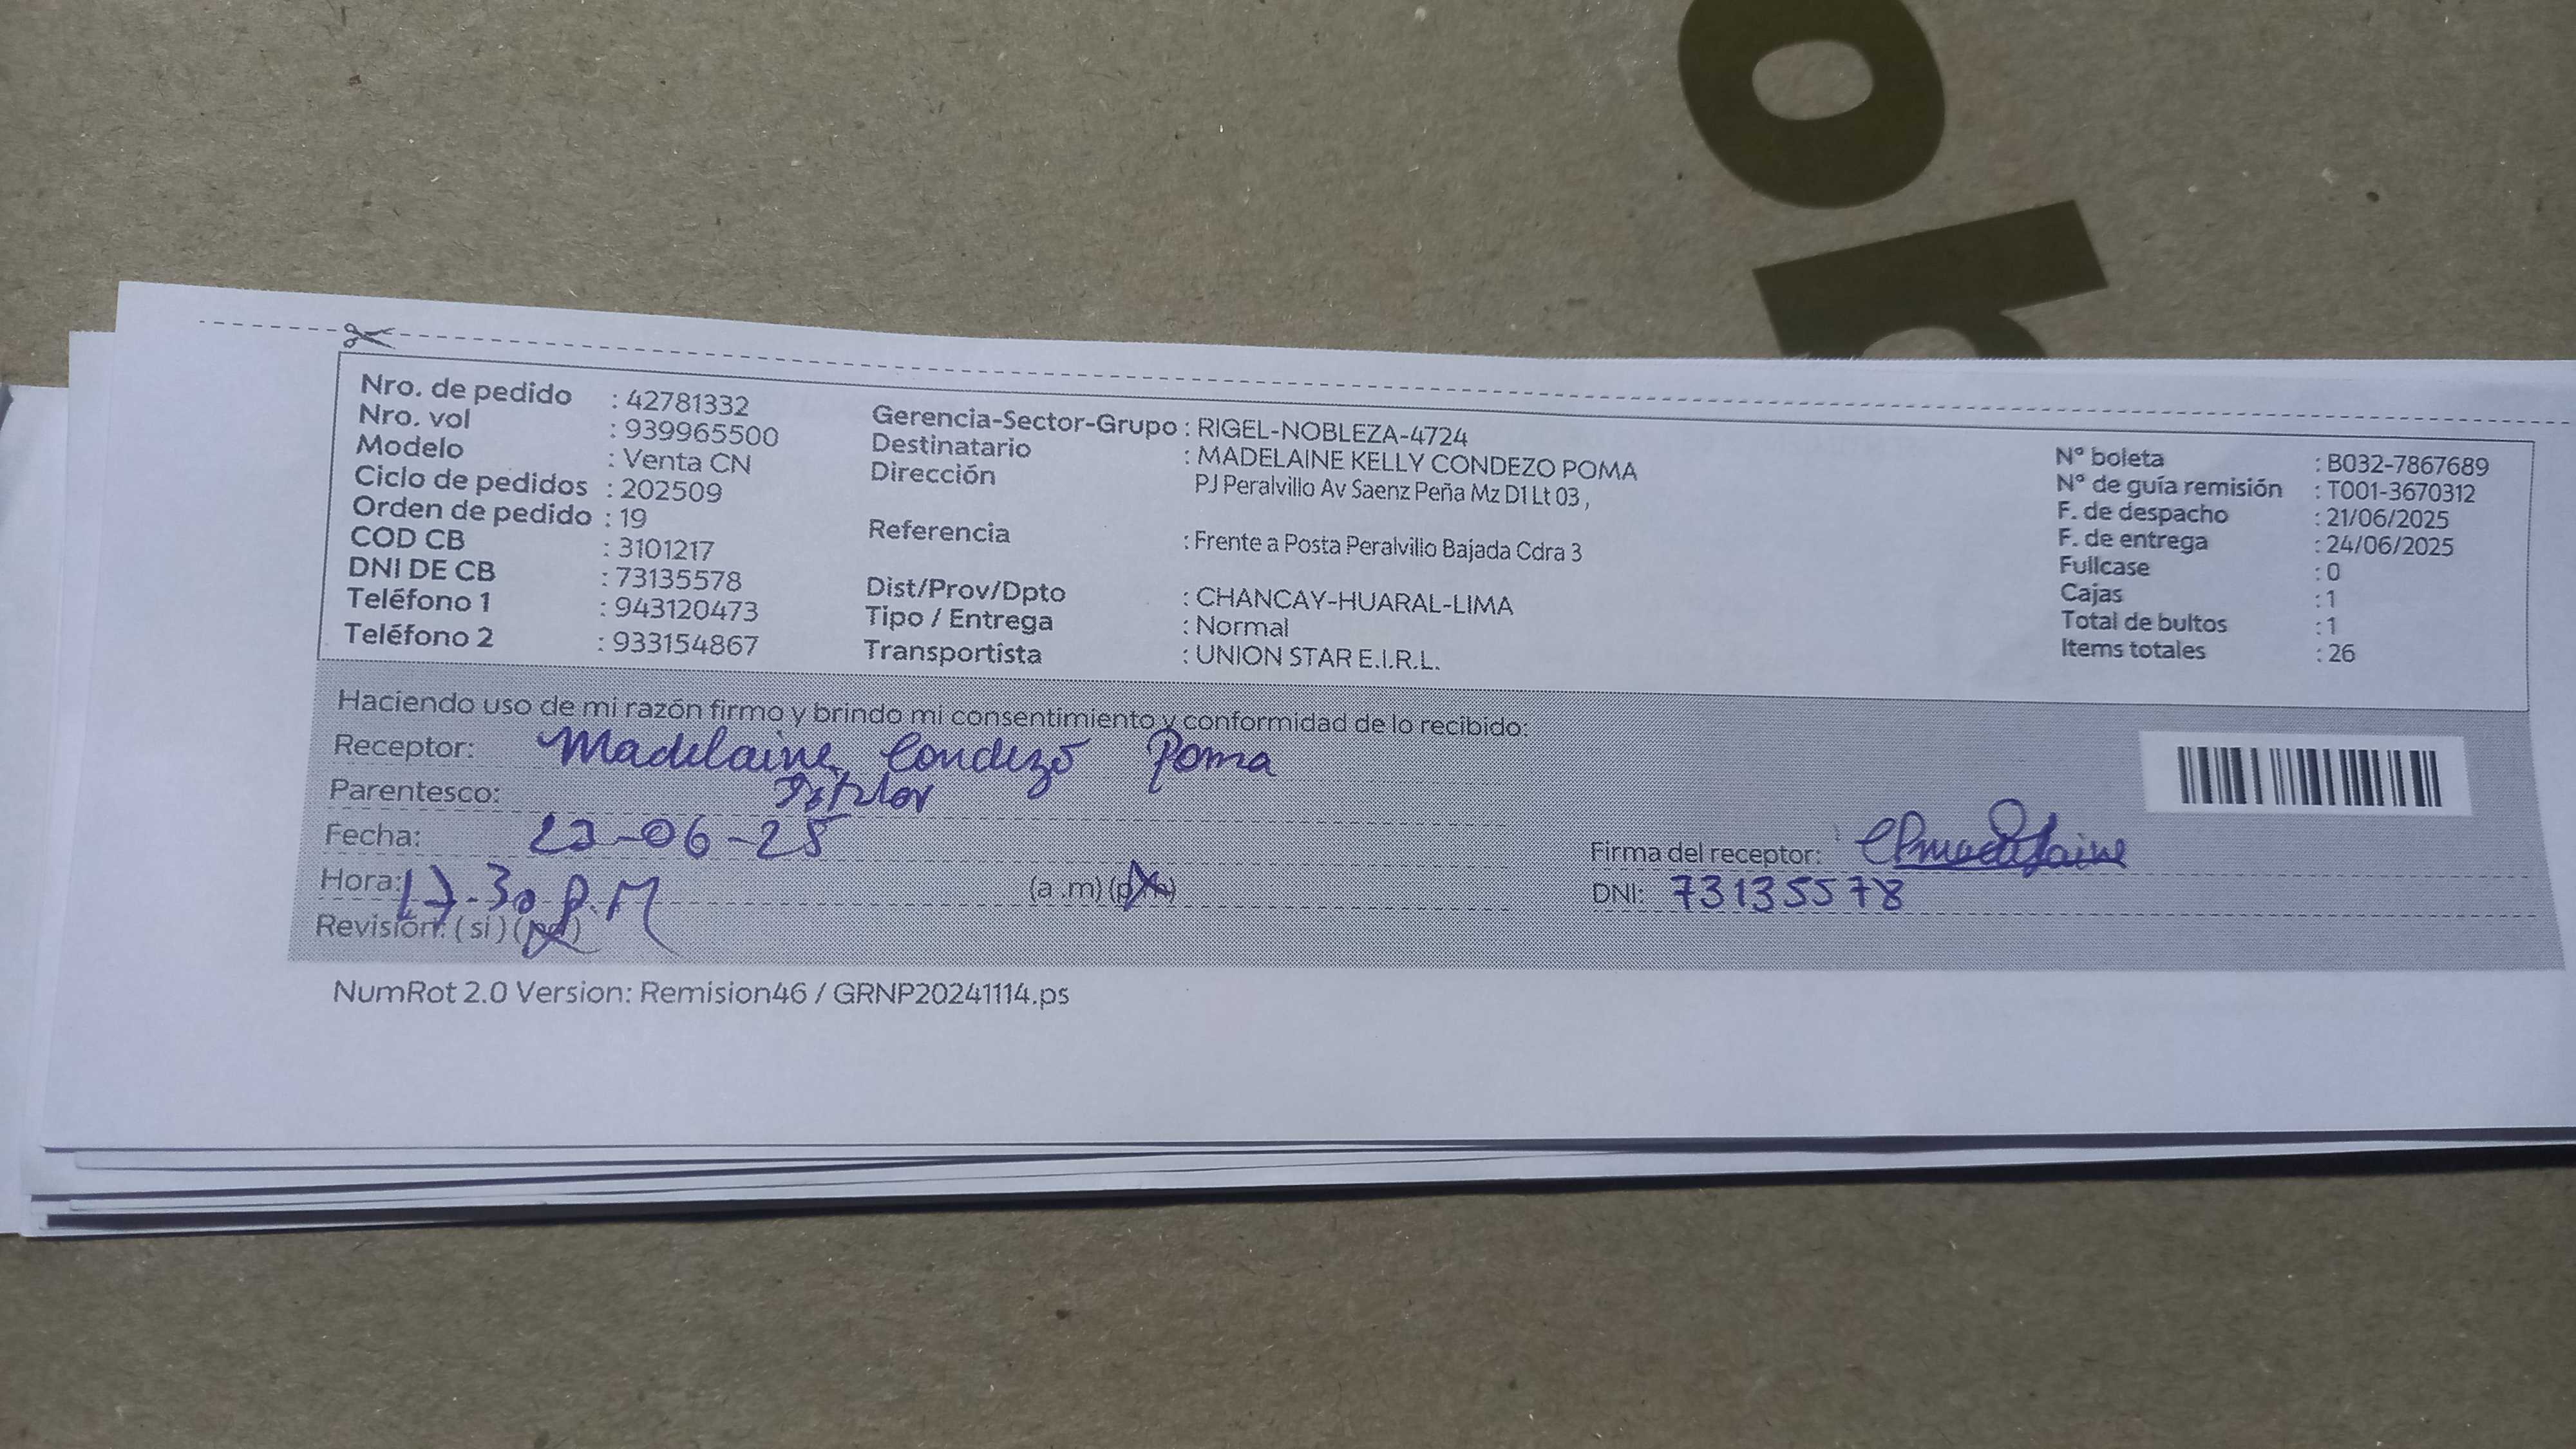 or
Nro. de pedido : 42781332
Nro. vol : 939965500
Modelo : Venta CN
Ciclo de pedidos : 202509
Orden de pedido : 19
COD CB : 3101217
DNI DE CB : 73135578
Teléfono 1 : 943120473
Teléfono 2 : 933154867
Gerencia-Sector-Grupo : RIGEL-NOBLEZA-4724
Destinatario : MADELAINE KELLY CONDEZO POMA
Dirección PJ Peralvillo Av Saenz Peña Mz D1 Lt 03 ,
Referencia : Frente a Posta Peralvillo Bajada Cdra 3
Dist/Prov/Dpto : CHANCAY-HUARAL-LIMA
Tipo / Entrega : Normal
Transportista : UNION STAR E.I.R.L.
N° boleta : B032-7867689
N° de guía remisión : T001-3670312
F. de despacho : 21/06/2025
F. de entrega : 24/06/2025
Fullcase : 0
Cajas : 1
Total de bultos : 1
Items totales : 26
Haciendo uso de mi razón firmo y brindo mi consentimiento y conformidad de lo recibido:
Receptor: Madelaine Condezo Poma
Parentesco:
Fecha: 23-06-25
Hora: 17.30 P.M (a .m) (p.m)
Revisión: ( si ) (no)
Firma del receptor:
DNI: 73135578
NumRot 2.0 Version: Remision46 / GRNP20241114.ps